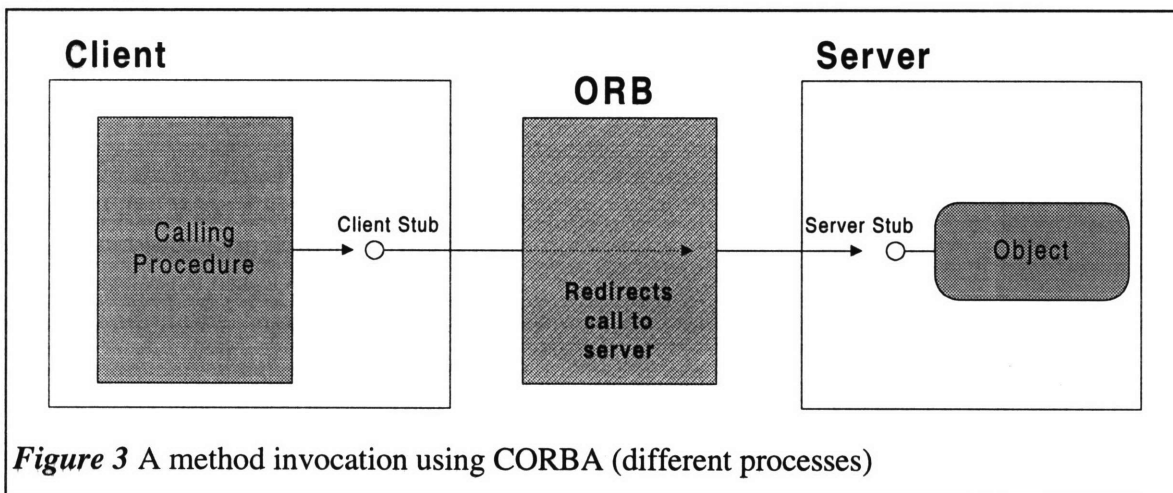 Client
Server
ORB
Calling
Procedure
Client Stub
Redirects
call to
server
Server Stub
Object
Figure 3 A method invocation using CORBA (different processes)